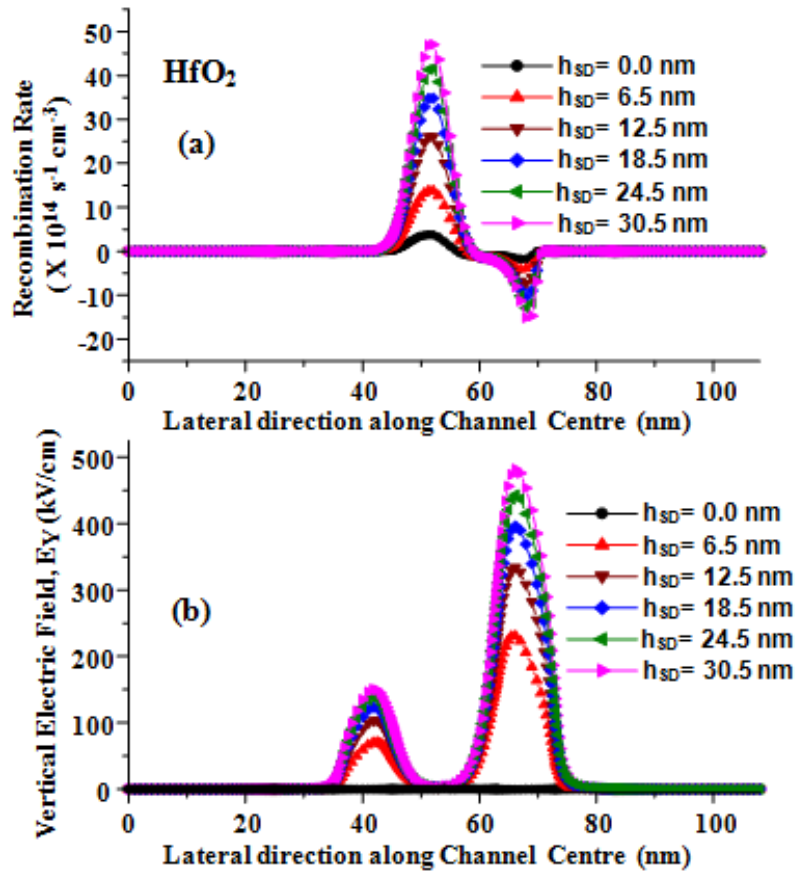 50
40
30
20
10
0
-10
-20
Recombination Rate
( X 10¹⁴ s⁻¹ cm⁻³)
HfO₂
(a)
hSD= 0.0 nm
hSD= 6.5 nm
hSD= 12.5 nm
hSD= 18.5 nm
hSD= 24.5 nm
hSD= 30.5 nm
0 20 40 60 80 100
Lateral direction along Channel Centre (nm)
500
400
300
200
100
0
Vertical Electric Field, EY (kV/cm)
(b)
hSD= 0.0 nm
hSD= 6.5 nm
hSD= 12.5 nm
hSD= 18.5 nm
hSD= 24.5 nm
hSD= 30.5 nm
0 20 40 60 80 100
Lateral direction along Channel Centre (nm)